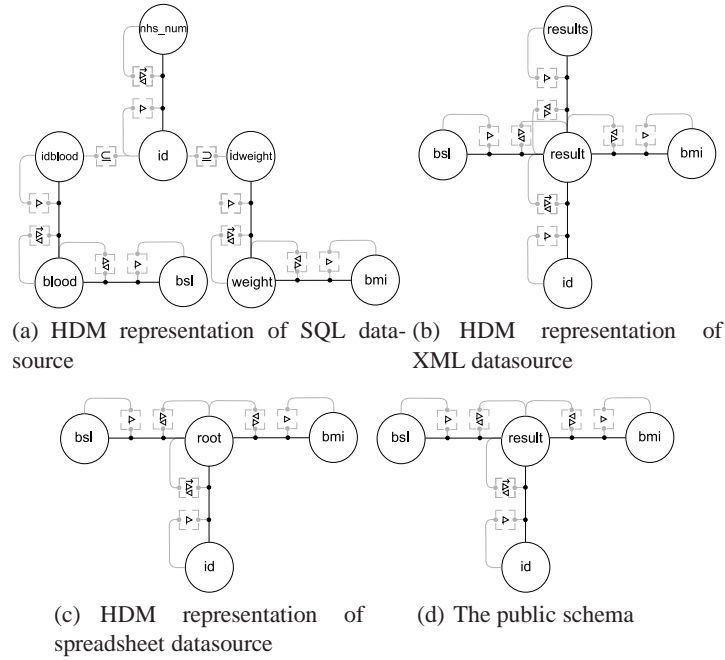 nhs_num
idblood
⊆
id
⊇
idweight
blood
bsl
weight
bmi
(a) HDM representation of SQL data-
source
results
bsl
result
bmi
id
(b) HDM representation of
XML datasource
bsl
root
bmi
id
(c) HDM representation of
spreadsheet datasource
bsl
result
bmi
id
(d) The public schema